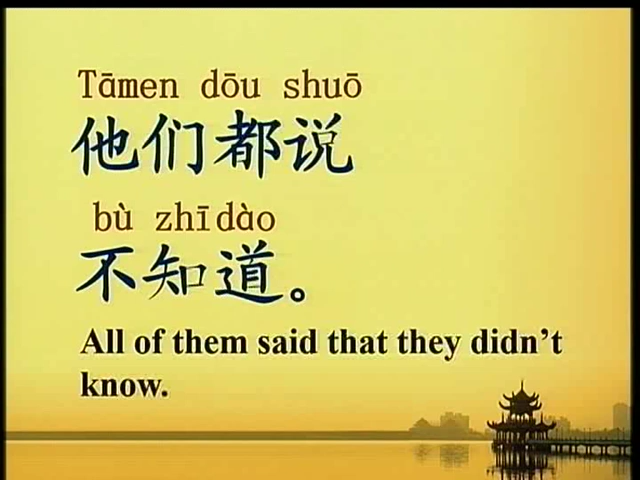 Tāmen dōu shuō
他们都说
bù zhīdào
不知道。
All of them said that they didn't
know.